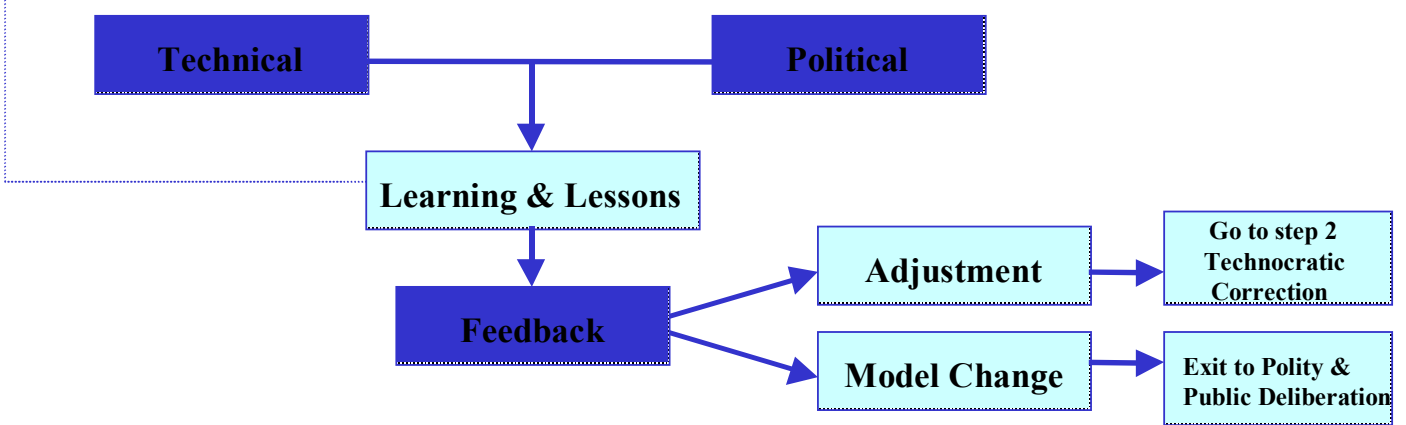 Technical
Political
Learning & Lessons
Feedback
Adjustment
Go to step 2
Technocratic
Correction
Model Change
Exit to Polity &
Public Deliberation